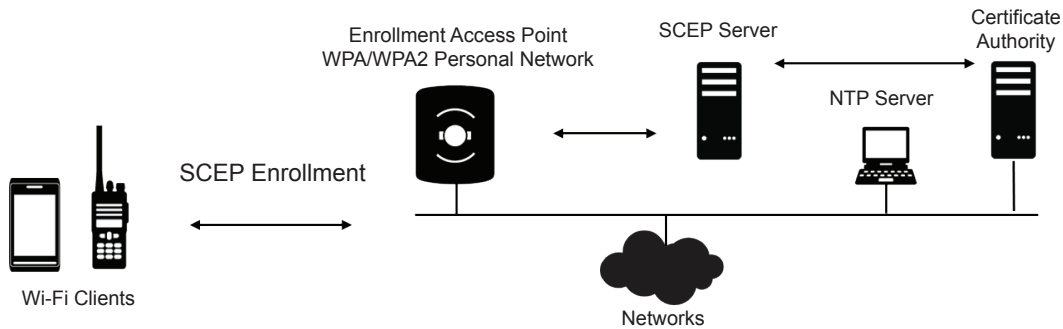 Enrollment Access Point
WPA/WPA2 Personal Network
SCEP Server
Certificate
Authority
NTP Server
SCEP Enrollment
Wi-Fi Clients
Networks